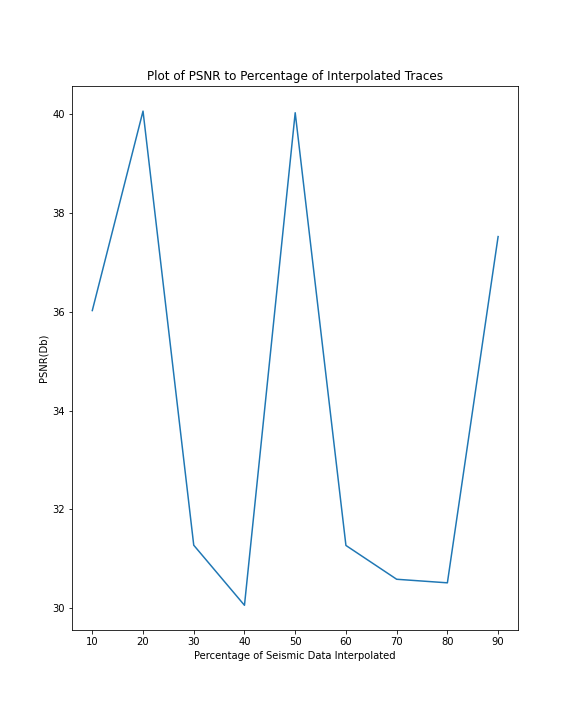 Plot of PSNR to Percentage of Interpolated Traces
40
38
36
34
32
30
PSNR(Db)
10 20 30 40 50 60 70 80 90
Percentage of Seismic Data Interpolated